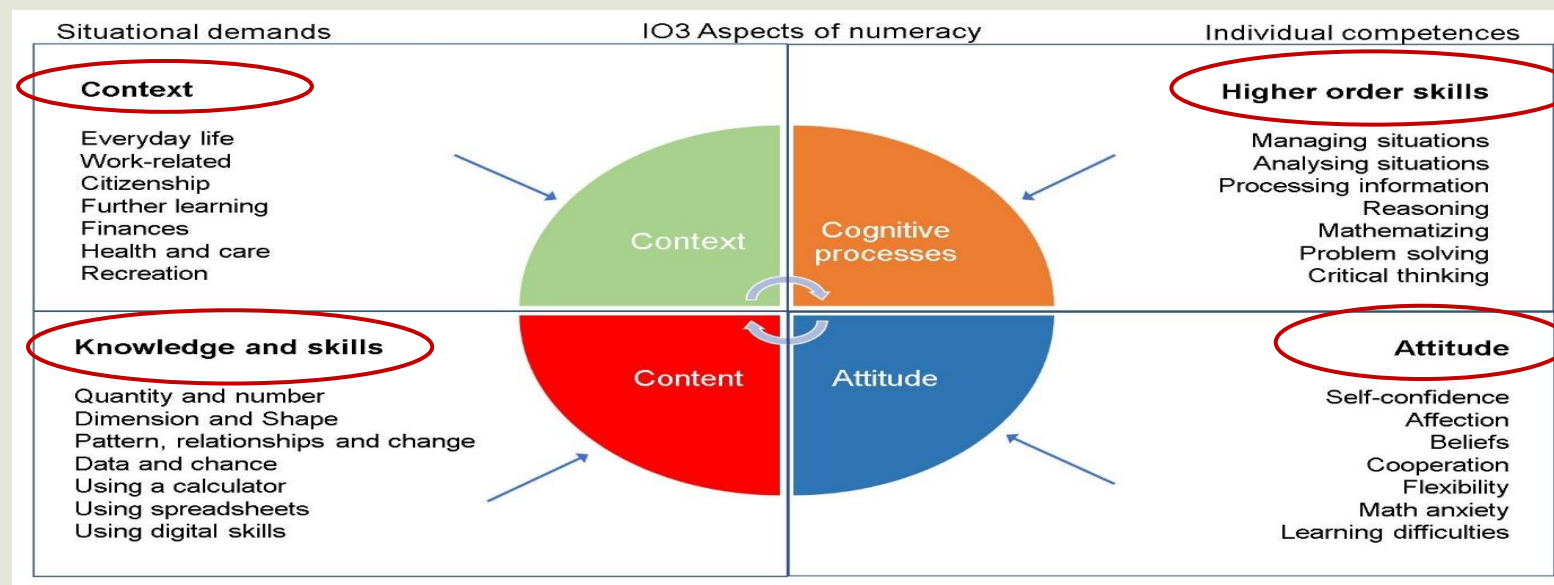 Situational demands
IO3 Aspects of numeracy
Individual competences
Context
Everyday life
Work-related
Citizenship
Further learning
Finances
Health and care
Recreation
Higher order skills
Managing situations
Analysing situations
Processing information
Reasoning
Mathematizing
Problem solving
Critical thinking
Context
Cognitive
processes
Knowledge and skills
Quantity and number
Dimension and Shape
Pattern, relationships and change
Data and chance
Using a calculator
Using spreadsheets
Using digital skills
Content
Attitude
Attitude
Self-confidence
Affection
Beliefs
Cooperation
Flexibility
Math anxiety
Learning difficulties